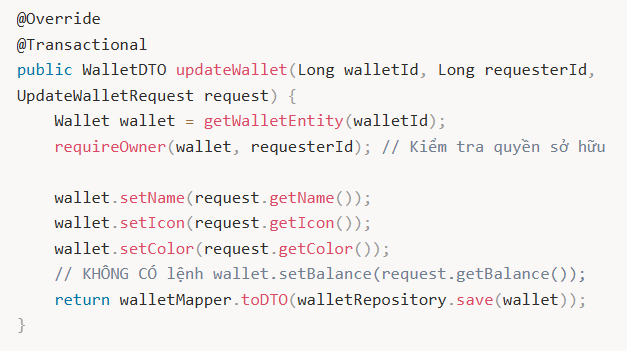 @Override
@Transactional
public WalletDTO updateWallet(Long walletId, Long requesterId,
UpdateWalletRequest request) {
    Wallet wallet = getWalletEntity(walletId);
    requireOwner(wallet, requesterId); // Kiểm tra quyền sở hữu

    wallet.setName(request.getName());
    wallet.setIcon(request.getIcon());
    wallet.setColor(request.getColor());
    // KHÔNG CÓ lệnh wallet.setBalance(request.getBalance());
    return walletMapper.toDTO(walletRepository.save(wallet));
}